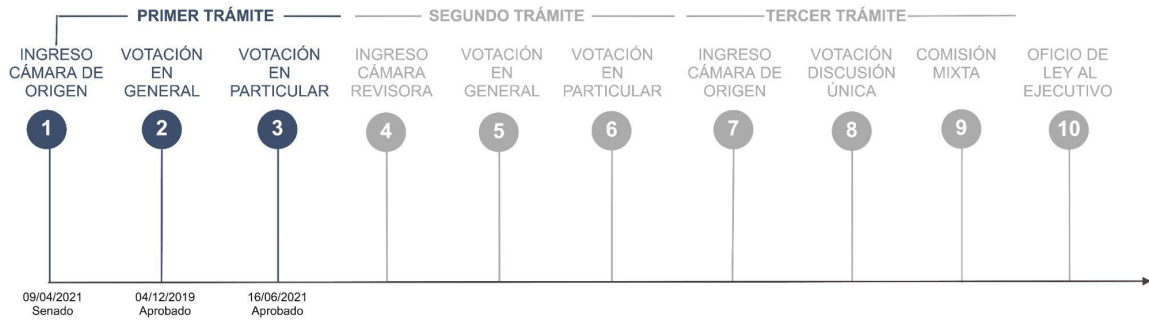 PRIMER TRÁMITE
SEGUNDO TRÁMITE
TERCER TRÁMITE
INGRESO
CÁMARA DE
ORIGEN
VOTACIÓN
EN
GENERAL
VOTACIÓN
EN
PARTICULAR
INGRESO
CÁMARA
REVISORA
VOTACIÓN
EN
GENERAL
VOTACIÓN
EN
PARTICULAR
INGRESO
CÁMARA DE
ORIGEN
VOTACIÓN
DISCUSIÓN
ÚNICA
COMISIÓN
MIXTA
OFICIO DE
LEY AL
EJECUTIVO
1
2
3
4
5
6
7
8
9
10
09/04/2021
Senado
04/12/2019
Aprobado
16/06/2021
Aprobado